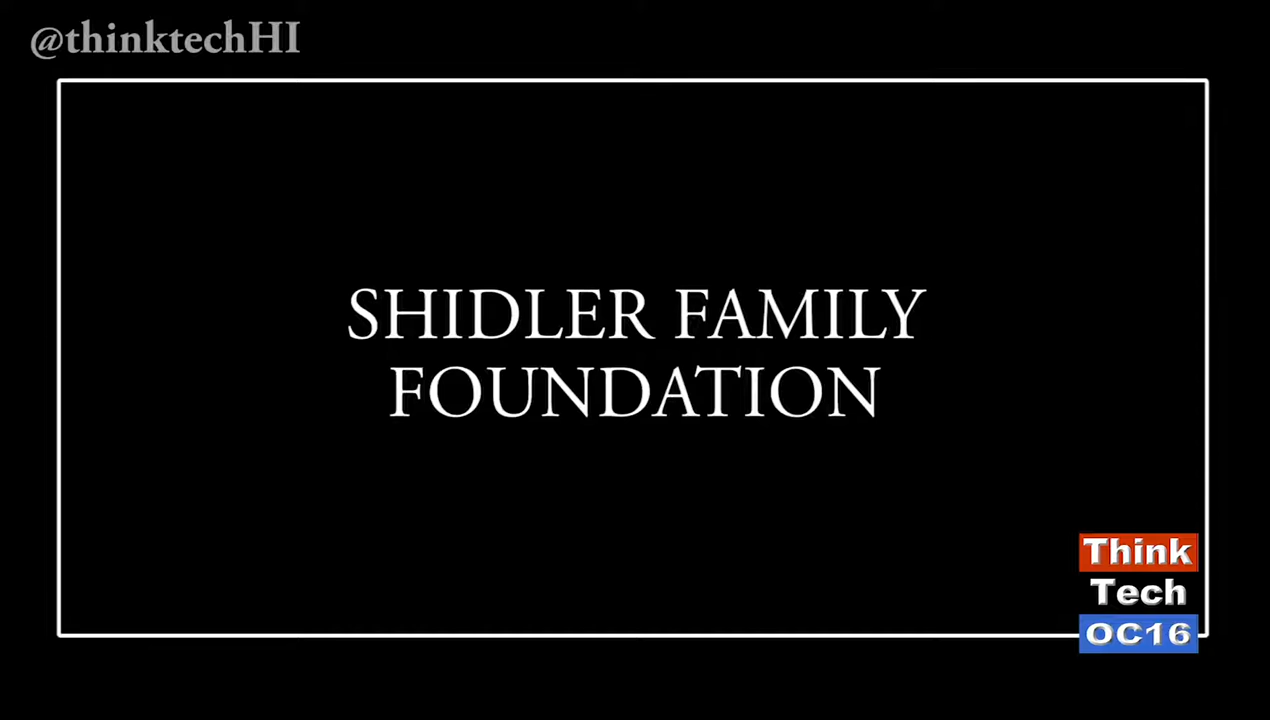 @thinktechHI
SHIDLER FAMILY
FOUNDATION
Think
Tech
OC16